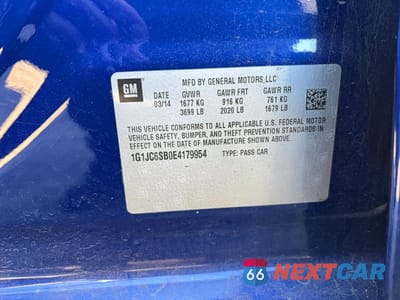 GM
MFD BY GENERAL MOTORS, LLC
03/14 GVWR GAWR FRT GAWR RR
1677 KG 916 KG 761 KG
3699 LB 2020 LB 1679 LB
THIS VEHICLE CONFORMS TO ALL APPLICABLE U.S. FEDERAL MOTOR
VEHICLE SAFETY, BUMPER, AND THEFT PREVENTION STANDARDS IN
EFFECT ON THE DATE OF MANUFACTURE SHOWN ABOVE.
1G1JC6SB0E4179954 TYPE: PASS CAR
66 NEXTCAR